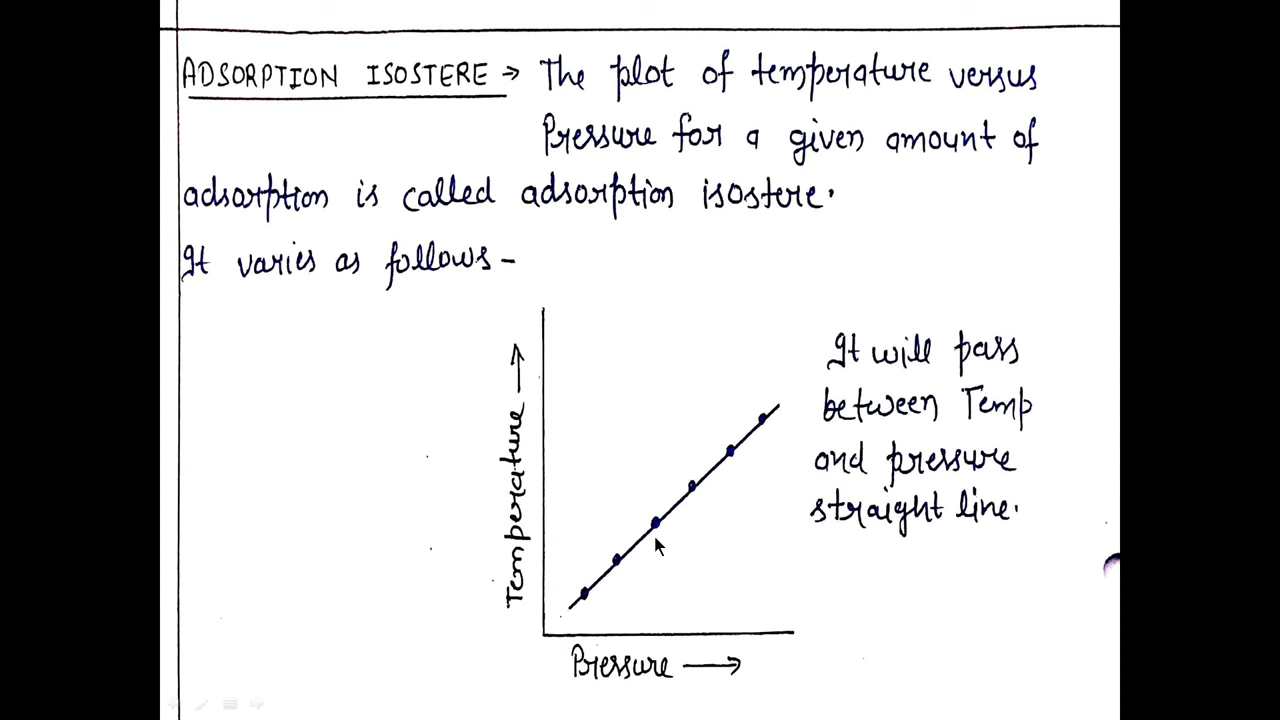 ADSORPTION ISOSTERE → The plot of temperature versus
Pressure for a given amount of
adsorption is called adsorption isostere.
It varies as follows -
It will pass
between Temp
and pressure
straight line.
Temperature →
Pressure →